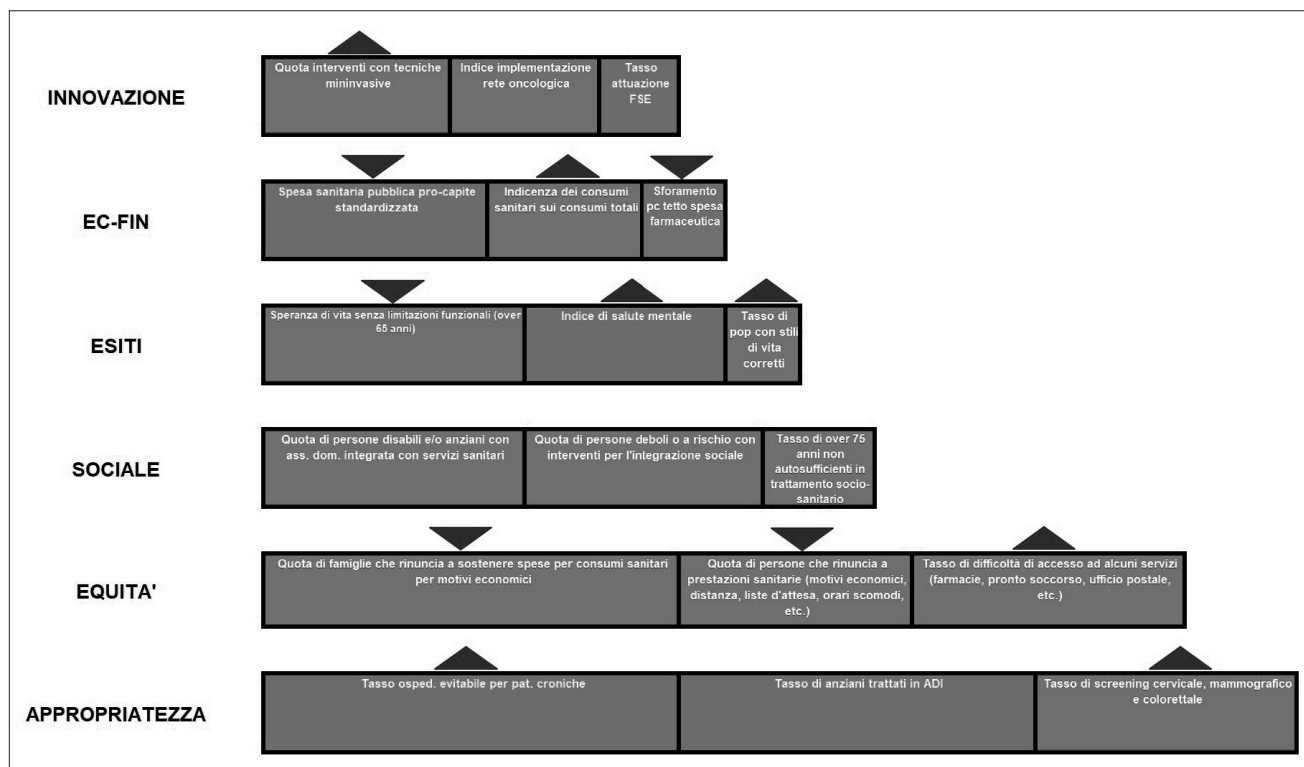 INNOVAZIONE
Quota interventi con tecniche
mininvasive
Indice implementazione
rete oncologica
Tasso
attuazione
FSE
EC-FIN
Spesa sanitaria pubblica pro-capite
standardizzata
Indicenza dei consumi
sanitari sui consumi totali
Sforamento
pc tetto spesa
farmaceutica
ESITI
Speranza di vita senza limitazioni funzionali (over
65 anni)
Indice di salute mentale
Tasso di
pop con stili
di vita
corretti
SOCIALE
Quota di persone disabili e/o anziani con
ass. dom. integrata con servizi sanitari
Quota di persone deboli o a rischio con
interventi per l'integrazione sociale
Tasso di over 75
anni non
autosufficienti in
trattamento socio-
sanitario
EQUITA'
Quota di famiglie che rinuncia a sostenere spese per consumi sanitari
per motivi economici
Quota di persone che rinuncia a
prestazioni sanitarie (motivi economici,
distanza, liste d'attesa, orari scomodi,
etc.)
Tasso di difficoltà di accesso ad alcuni servizi
(farmacie, pronto soccorso, ufficio postale,
etc.)
APPROPRIATEZZA
Tasso osped. evitabile per pat. croniche
Tasso di anziani trattati in ADI
Tasso di screening cervicale, mammografico
e colorettale